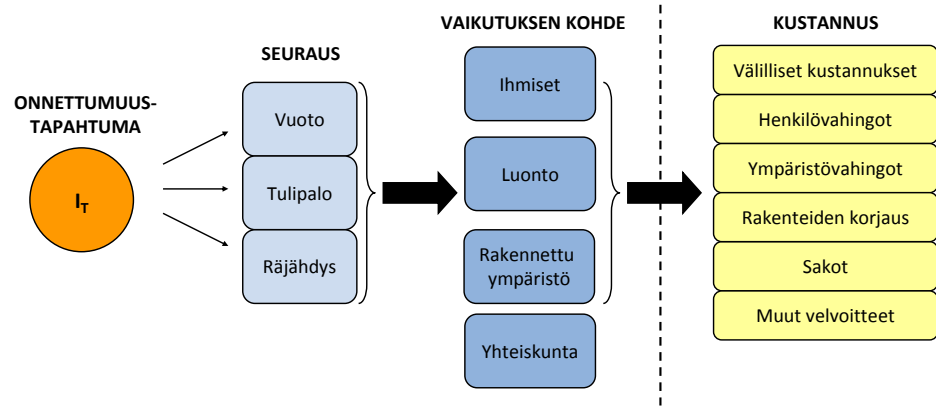 ONNETTUMUUS-
TAPAHTUMA
I_T
SEURAUS
Vuoto
Tulipalo
Räjähdys
VAIKUTUKSEN KOHDE
Ihmiset
Luonto
Rakennettu
ympäristö
Yhteiskunta
KUSTANNUS
Välilliset kustannukset
Henkilövahingot
Ympäristövahingot
Rakenteiden korjaus
Sakot
Muut velvoitteet